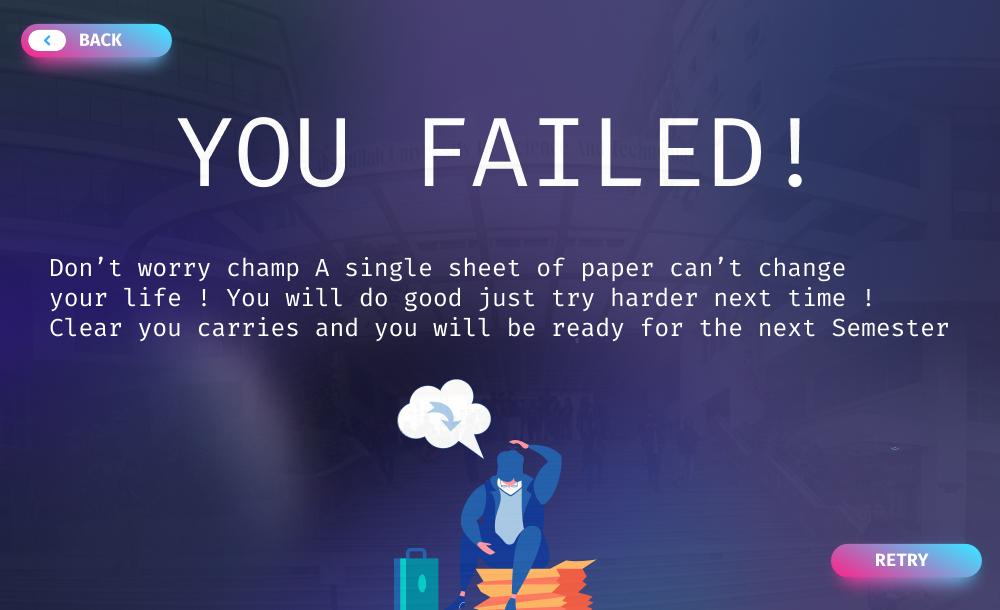 BACK
YOU FAILED!
Don’t worry champ A single sheet of paper can’t change
your life ! You will do good just try harder next time !
Clear you carries and you will be ready for the next Semester
RETRY